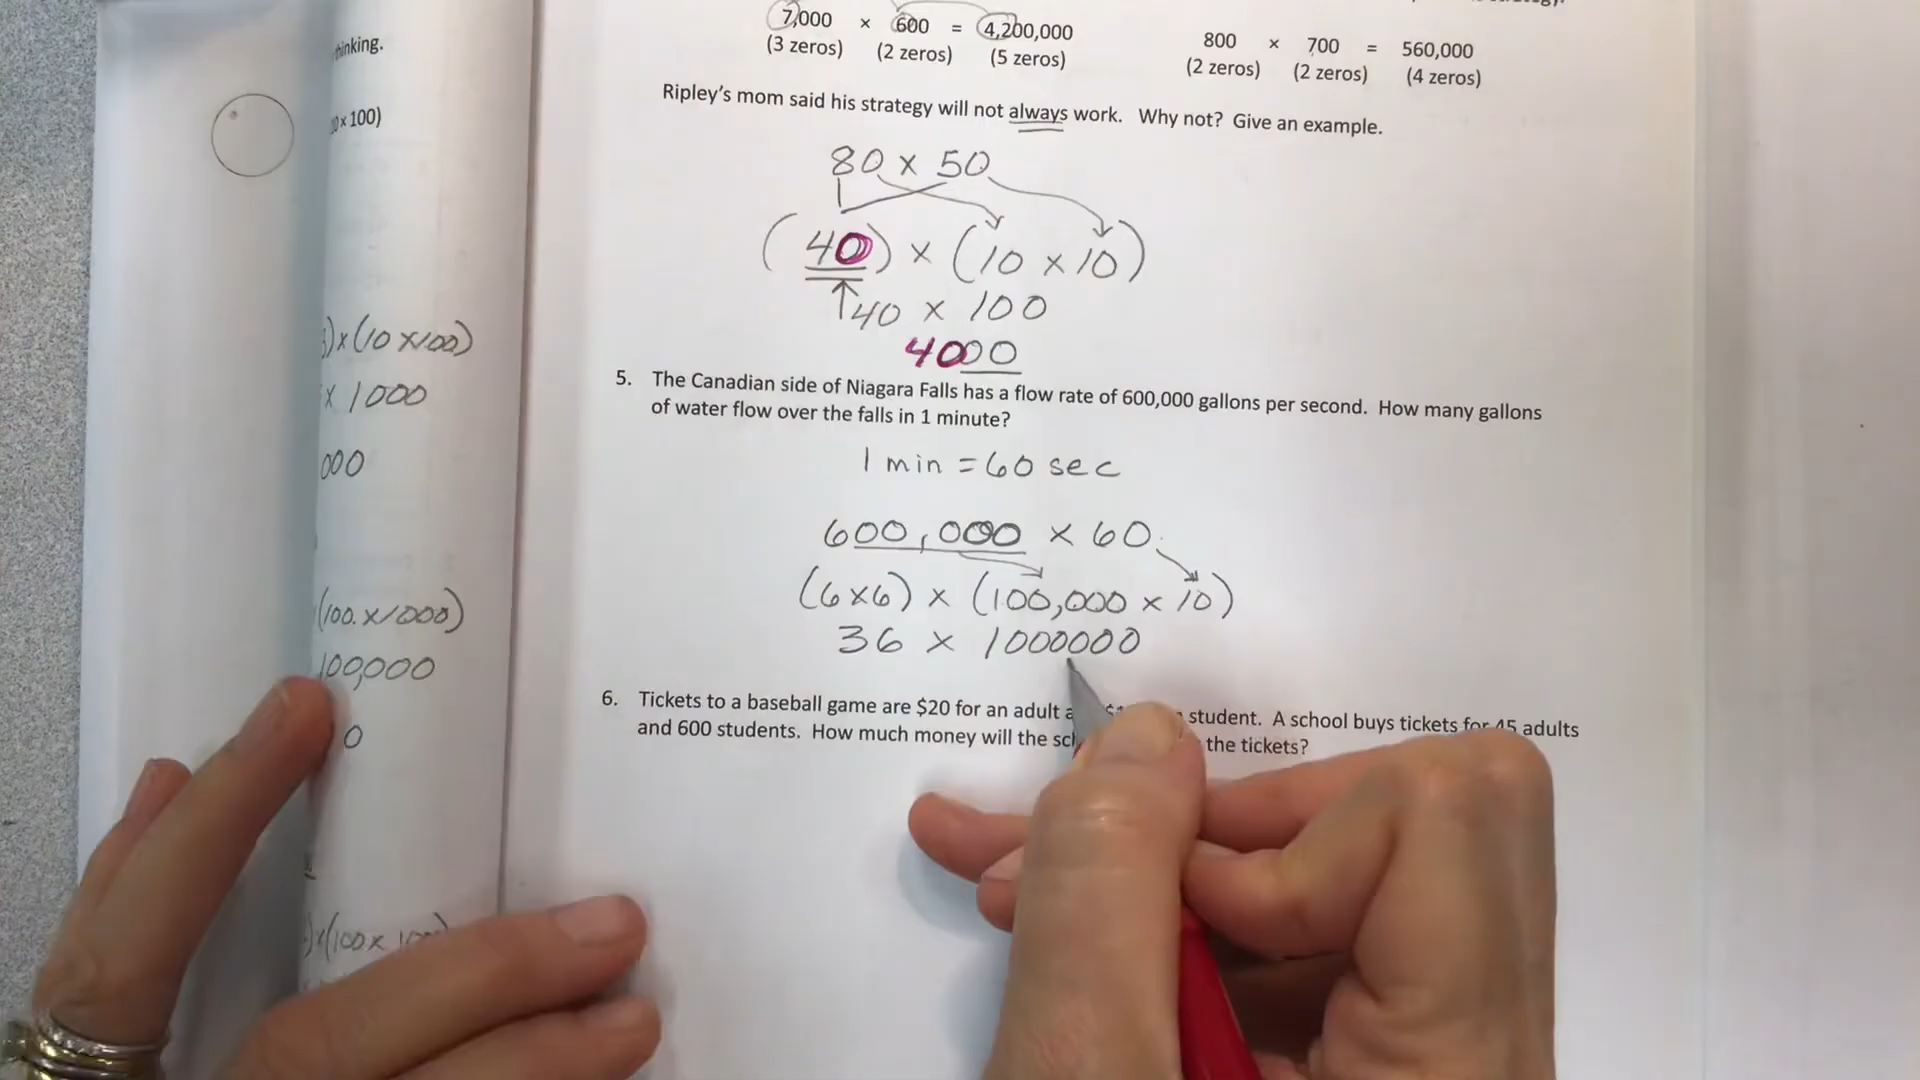 thinking.
x 100)
)x(10 x100)
x 1000
000
(100.x1000)
100,000
0
)x(100x
7,000 x 600 = 4,200,000
(3 zeros) (2 zeros) (5 zeros)
800 x 700 = 560,000
(2 zeros) (2 zeros) (4 zeros)
Ripley's mom said his strategy will not always work. Why not? Give an example.
80 x 50
(40) x (10 x 10)
40 x 100
4000
5. The Canadian side of Niagara Falls has a flow rate of 600,000 gallons per second. How many gallons
of water flow over the falls in 1 minute?
1 min = 60 sec
600,000 x 60
(6x6) x (100,000 x 10)
36 x 1000000
6. Tickets to a baseball game are $20 for an adult student. A school buys tickets for 45 adults
and 600 students. How much money will the the tickets?